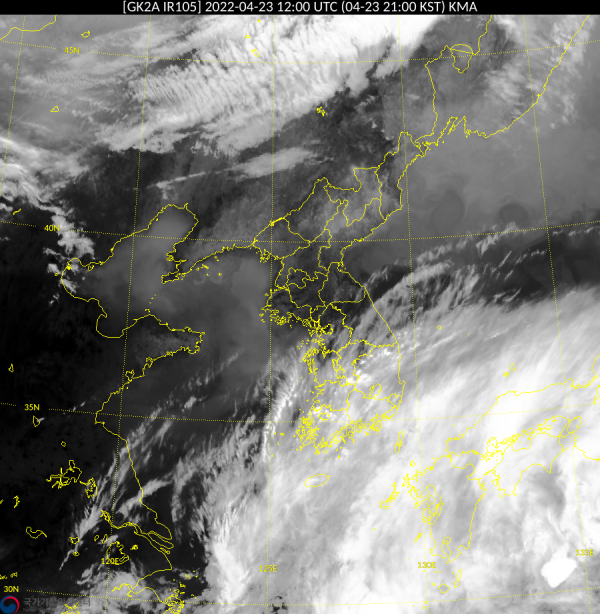 [GK2A IR105] 2022-04-23 12:00 UTC (04-23 21:00 KST) KMA
45N
40N
35N
125E
130E
135E
120E
30N